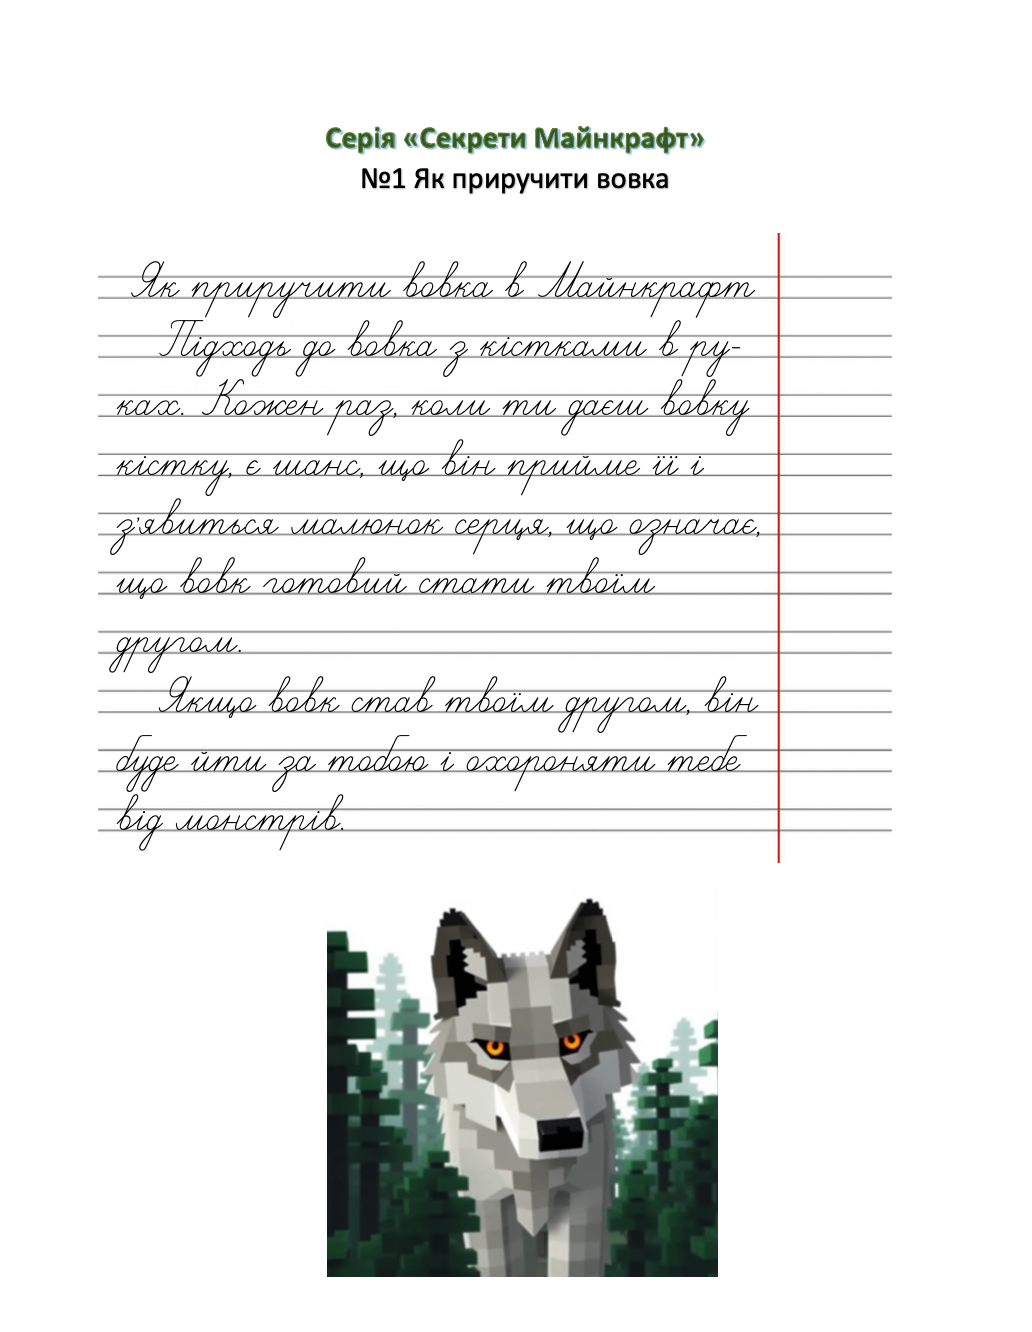 Серія «Секрети Майнкрафт»
№1 Як приручити вовка
Як приручити вовка в Майнкрафт
Підходь до вовка з кістками в ру-
ках. Кожен раз, коли ти даєш вовку
кістку, є шанс, що він прийме її і
з'явиться малюнок серця, що означає,
що вовк готовий стати твоїм
другом.
Якщо вовк став твоїм другом, він
буде йти за тобою і охороняти тебе
від монстрів.